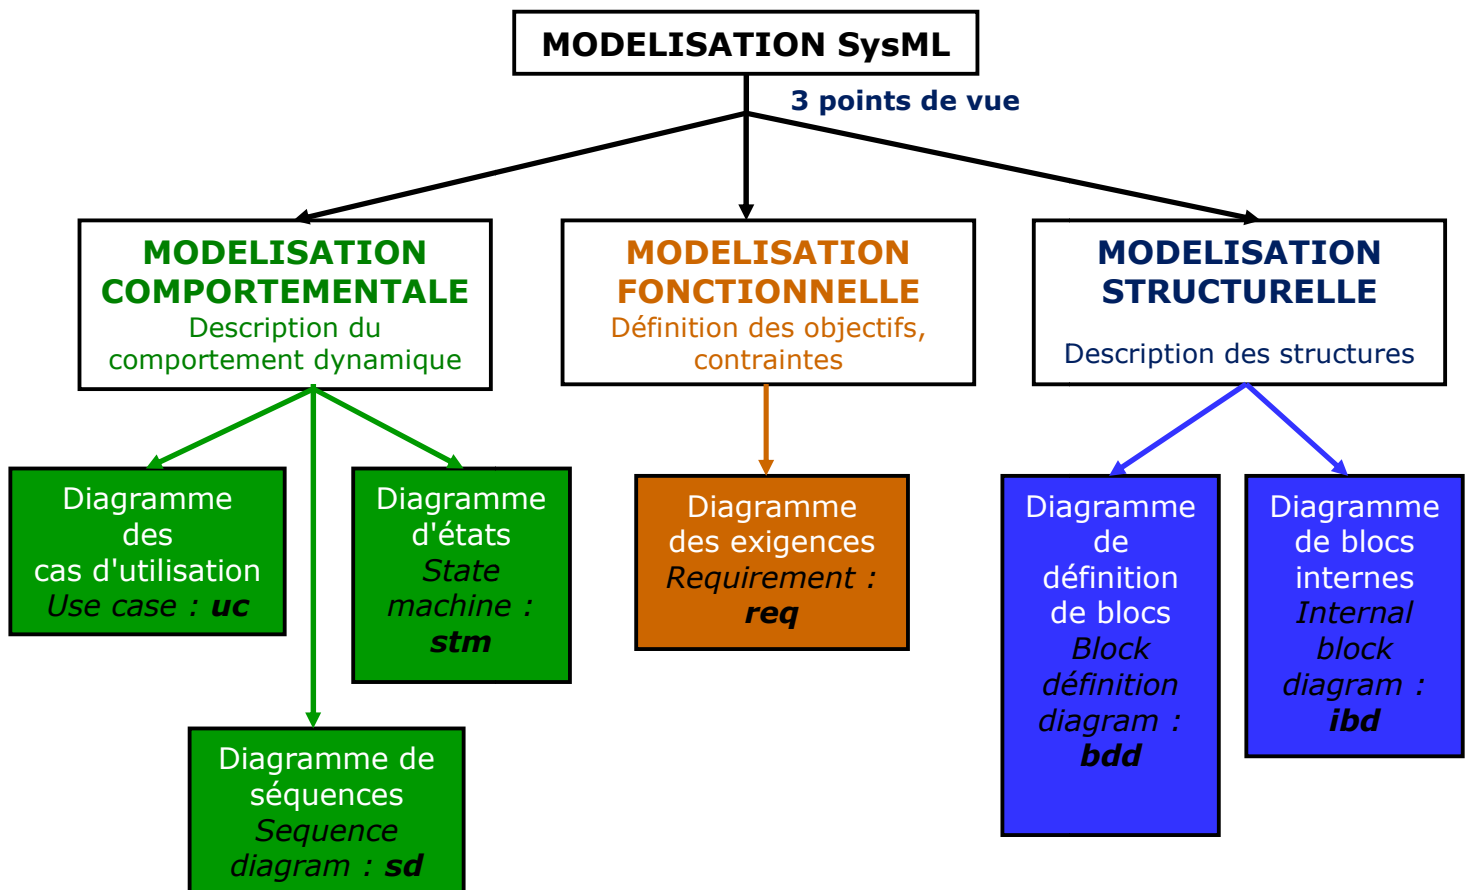 MODELISATION SysML
3 points de vue
MODELISATION
COMPORTEMENTALE
Description du
comportement dynamique
MODELISATION
FONCTIONNELLE
Définition des objectifs,
contraintes
MODELISATION
STRUCTURELLE
Description des structures
Diagramme
des
cas d'utilisation
Use case : uc
Diagramme
d'états
State
machine :
stm
Diagramme
des exigences
Requirement :
req
Diagramme
de
définition
de blocs
Block
définition
diagram :
bdd
Diagramme
de blocs
internes
Internal
block
diagram :
ibd
Diagramme de
séquences
Sequence
diagram : sd